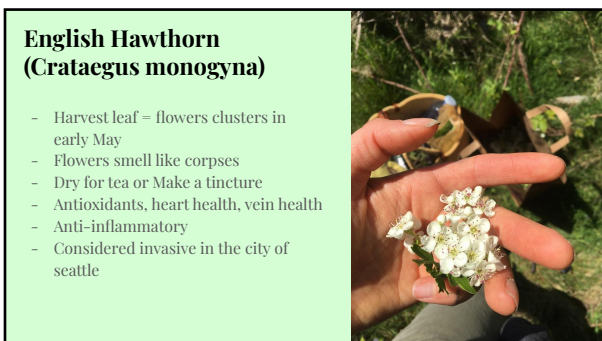 English Hawthorn
(Crataegus monogyna)
- Harvest leaf = flowers clusters in
early May
- Flowers smell like corpses
- Dry for tea or Make a tincture
- Antioxidants, heart health, vein health
- Anti-inflammatory
- Considered invasive in the city of
seattle